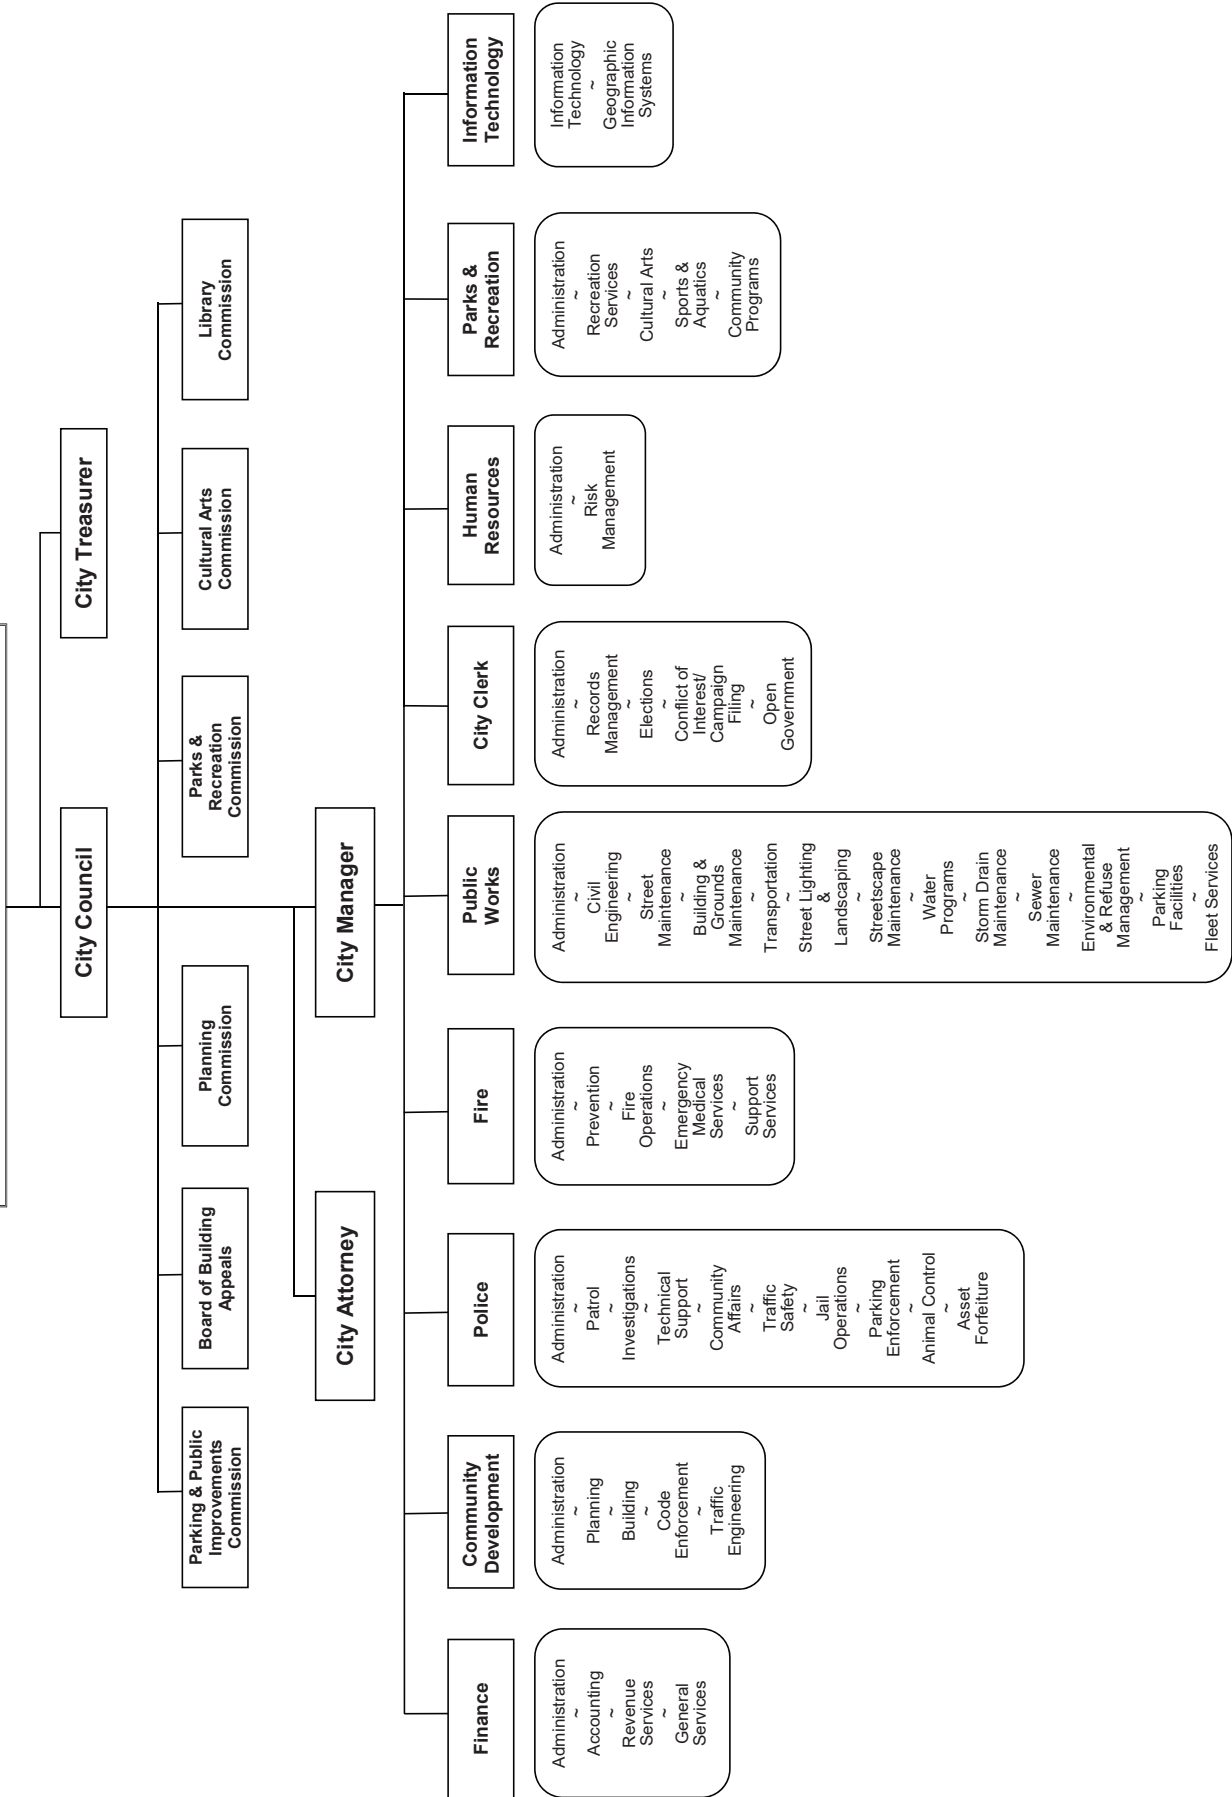 City Council
City Treasurer
Parking & Public
Improvements
Commission
Board of Building
Appeals
Planning
Commission
Parks &
Recreation
Commission
Cultural Arts
Commission
Library
Commission
City Attorney
City Manager
Finance
Administration
~
Accounting
~
Revenue
Services
~
General
Services
Community
Development
Administration
~
Planning
~
Building
~
Code
Enforcement
~
Traffic
Engineering
Police
Administration
~
Patrol
~
Investigations
~
Technical
Support
~
Community
Affairs
~
Traffic
Safety
~
Jail
Operations
~
Parking
Enforcement
~
Animal Control
~
Asset
Forfeiture
Fire
Administration
~
Prevention
~
Fire
Operations
~
Emergency
Medical
Services
~
Support
Services
Public
Works
Administration
~
Civil
Engineering
~
Street
Maintenance
~
Building &
Grounds
Maintenance
~
Transportation
~
Street Lighting
&
Landscaping
~
Streetscape
Maintenance
~
Water
Programs
~
Storm Drain
Maintenance
~
Sewer
Maintenance
~
Environmental
& Refuse
Management
~
Parking
Facilities
~
Fleet Services
City Clerk
Administration
~
Records
Management
~
Elections
~
Conflict of
Interest/
Campaign
Filing
~
Open
Government
Human
Resources
Administration
~
Risk
Management
Parks &
Recreation
Administration
~
Recreation
Services
~
Cultural Arts
~
Sports &
Aquatics
~
Community
Programs
Information
Technology
Information
Technology
~
Geographic
Information
Systems